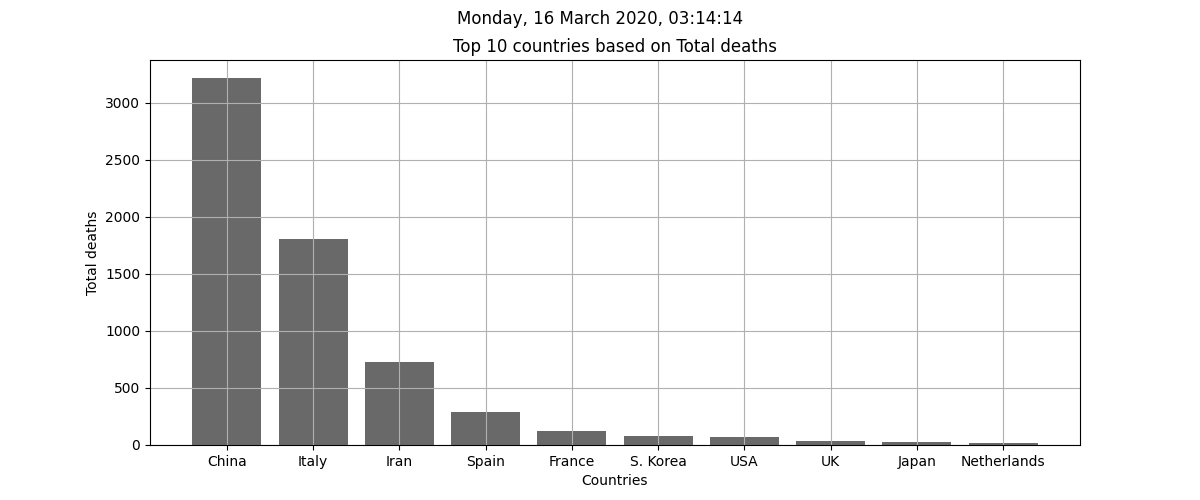 Monday, 16 March 2020, 03:14:14
Top 10 countries based on Total deaths
Total deaths
3000
2500
2000
1500
1000
500
0
China Italy Iran Spain France S. Korea USA UK Japan Netherlands
Countries